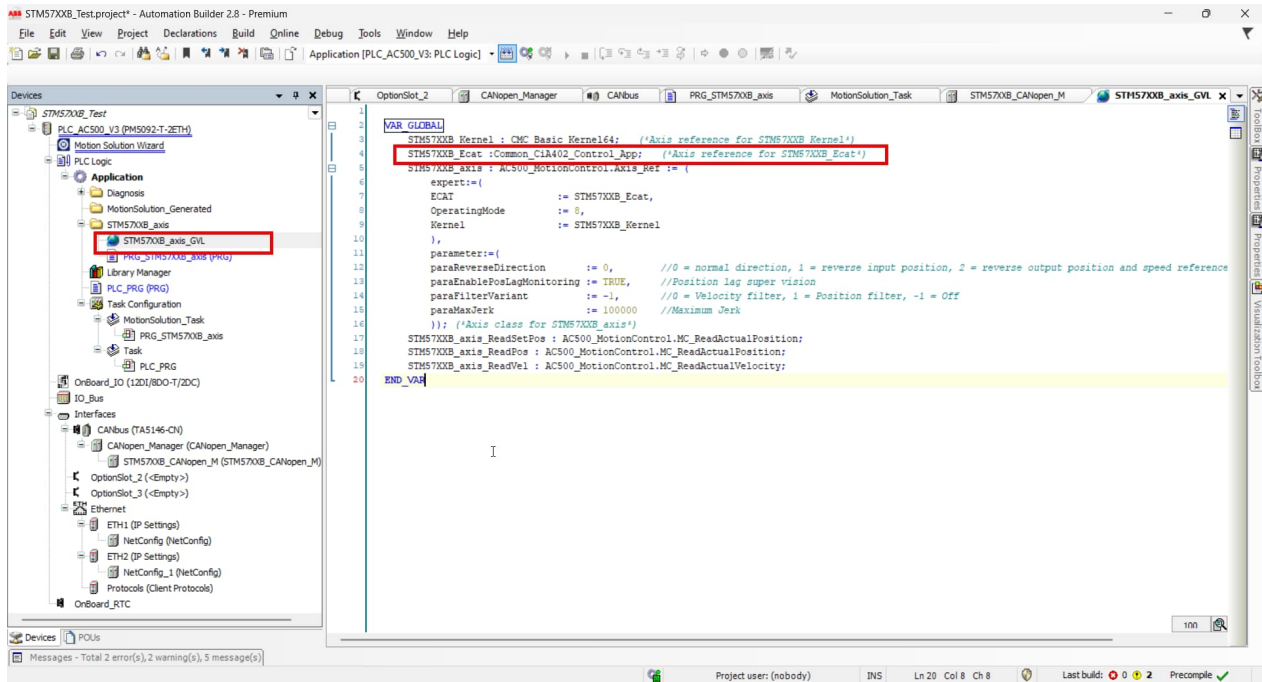 STM57XXB_Test.project* - Automation Builder 2.8 - Premium
File Edit View Project Declarations Build Online Debug Tools Window Help
Application [PLC_AC500_V3: PLC Logic]
Devices
OptionSlot_2 CANopen_Manager CANbus PRG_STM57XXB_axis MotionSolution_Task STM57XXB_CANopen_M STM57XXB_axis_GVL
STM57XXB_Test
PLC_AC500_V3 (PM5092-T-2ETH)
Motion Solution Wizard
PLC Logic
Application
Diagnosis
MotionSolution_Generated
STM57XXB_axis
STM57XXB_axis_GVL
PRG_STM57XXB_axis (PRG)
Library Manager
PLC_PRG (PRG)
Task Configuration
MotionSolution_Task
PRG_STM57XXB_axis
Task
PLC_PRG
OnBoard_IO (12DI/8DO-T/2DC)
IO_Bus
Interfaces
CANbus (TA5146-CN)
CANopen_Manager (CANopen_Manager)
STM57XXB_CANopen_M (STM57XXB_CANopen_M)
OptionSlot_2 (<Empty>)
OptionSlot_3 (<Empty>)
Ethernet
ETH1 (IP Settings)
NetConfig (NetConfig)
ETH2 (IP Settings)
NetConfig_1 (NetConfig)
Protocols (Client Protocols)
OnBoard_RTC
Devices POUs
1
2 VAR_GLOBAL
3 STM57XXB_Kernel : CMC_Basic_Kernel64; (*Axis reference for STM57XXB_Kernel*)
4 STM57XXB_Ecat :Common_CiA402_Control_App; (*Axis reference for STM57XXB_Ecat*)
5 STM57XXB_axis : AC500_MotionControl.Axis_Ref := (
6 expert:=(
7 ECAT := STM57XXB_Ecat,
8 OperatingMode := 8,
9 Kernel := STM57XXB_Kernel
10 ),
11 parameter:=(
12 paraReverseDirection := 0, //0 = normal direction, 1 = reverse input position, 2 = reverse output position and speed reference
13 paraEnablePosLagMonitoring := TRUE, //Position lag super vision
14 paraFilterVariant := -1, //0 = Velocity filter, 1 = Position filter, -1 = Off
15 paraMaxJerk := 100000 //Maximum Jerk
16 )); (*Axis class for STM57XXB_axis*)
17 STM57XXB_axis_ReadSetPos : AC500_MotionControl.MC_ReadActualPosition;
18 STM57XXB_axis_ReadPos : AC500_MotionControl.MC_ReadActualPosition;
19 STM57XXB_axis_ReadVel : AC500_MotionControl.MC_ReadActualVelocity;
20 END_VAR
100
ToolBox
Properties
Properties
Visualization Toolbox
Messages - Total 2 error(s), 2 warning(s), 5 message(s)
Project user: (nobody) INS Ln 20 Col 8 Ch 8 Last build: 0 2 Precompile